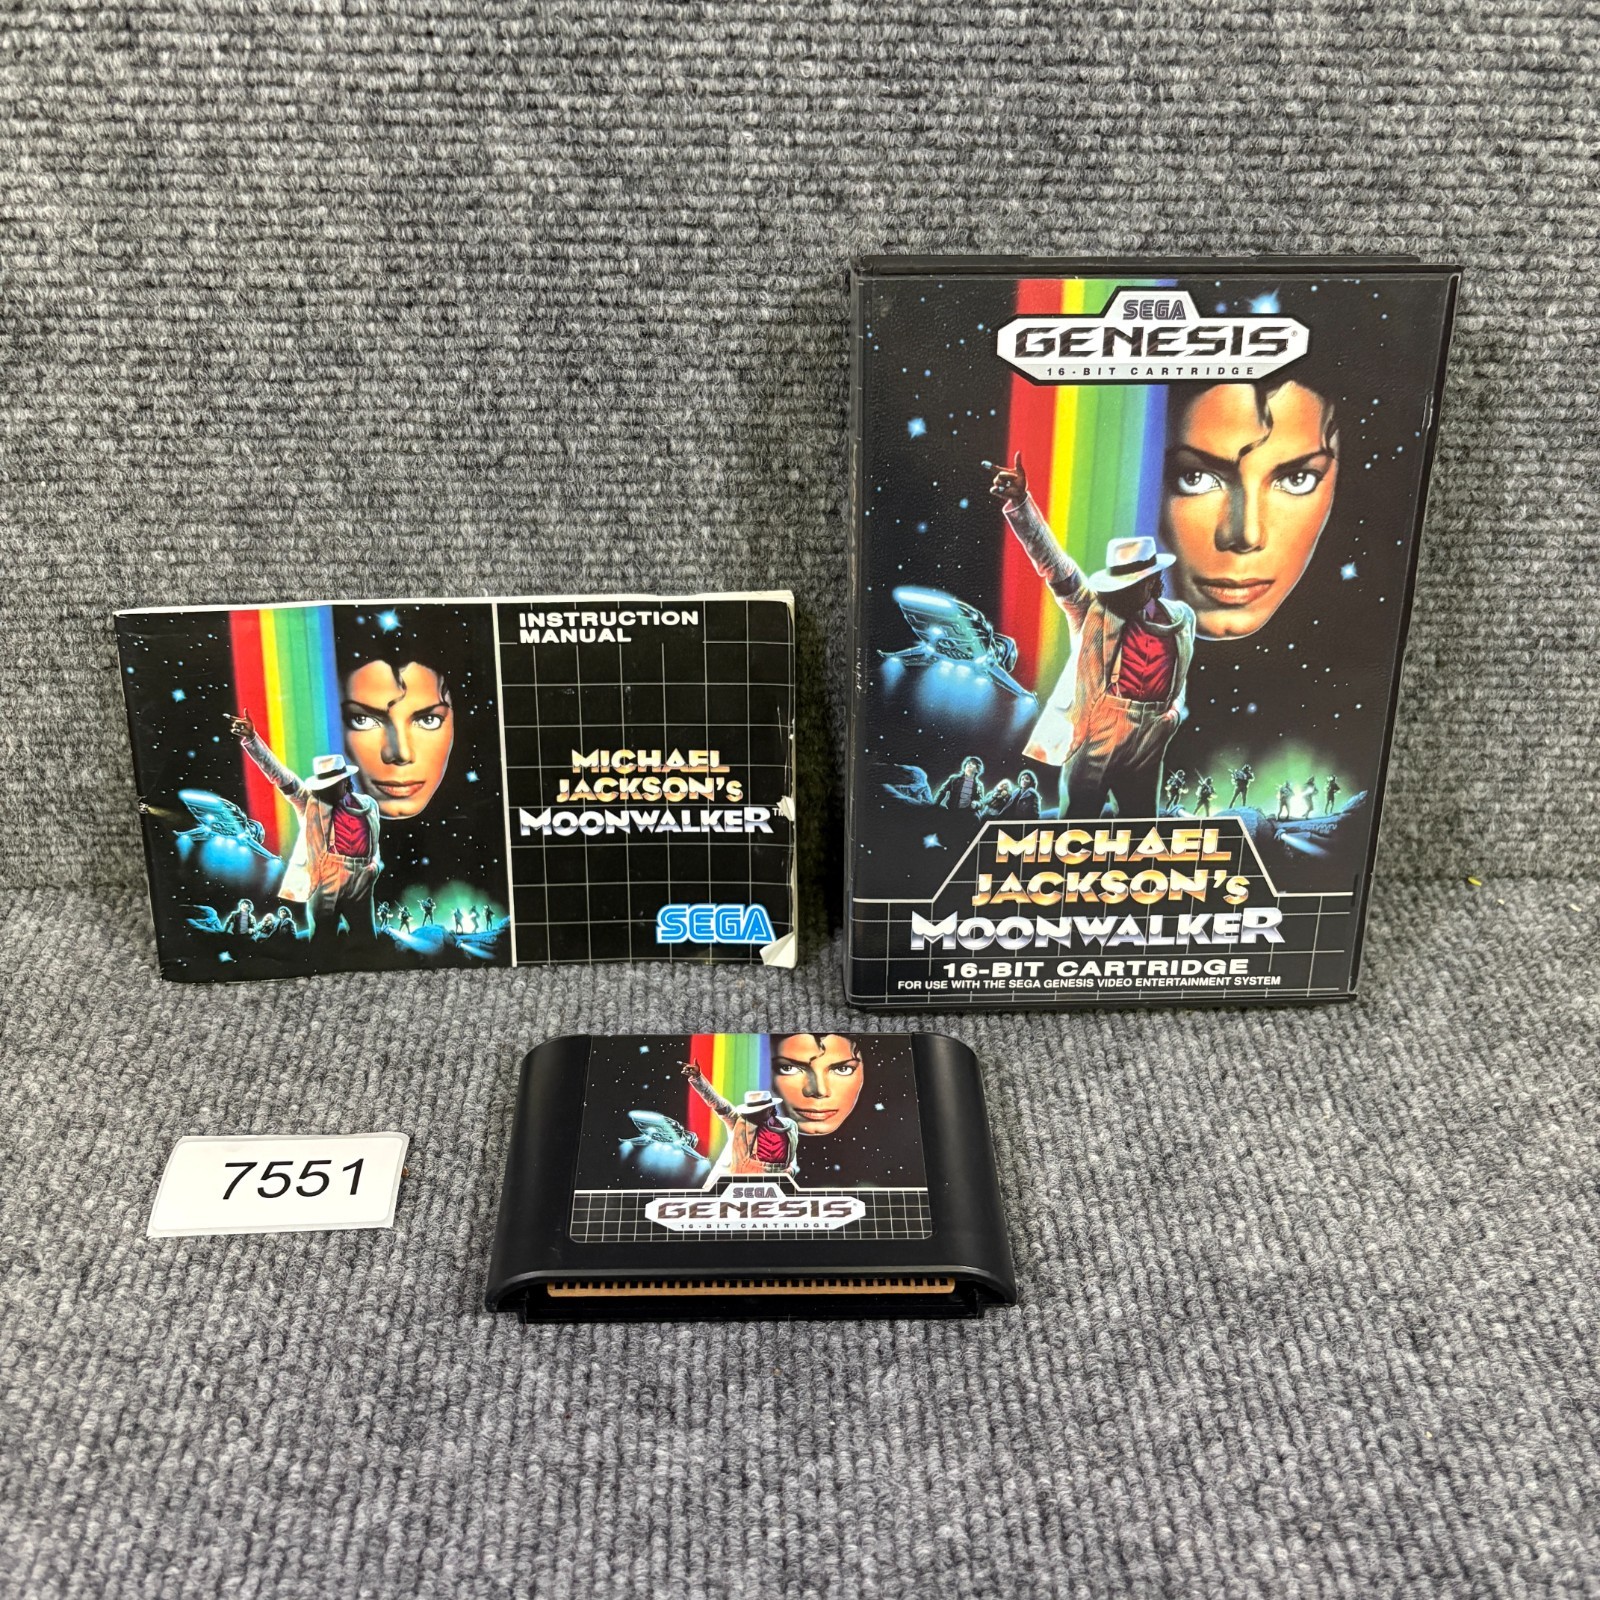 INSTRUCTION
MANUAL
MICHAEL
JACKSON'S
MOONWALKER™
SEGA
SEGA
GENESIS®
16-BIT CARTRIDGE
MICHAEL
JACKSON'S
MOONWALKER
16-BIT CARTRIDGE
FOR USE WITH THE SEGA GENESIS VIDEO ENTERTAINMENT SYSTEM
SEGA
GENESIS
16-BIT CARTRIDGE
7551